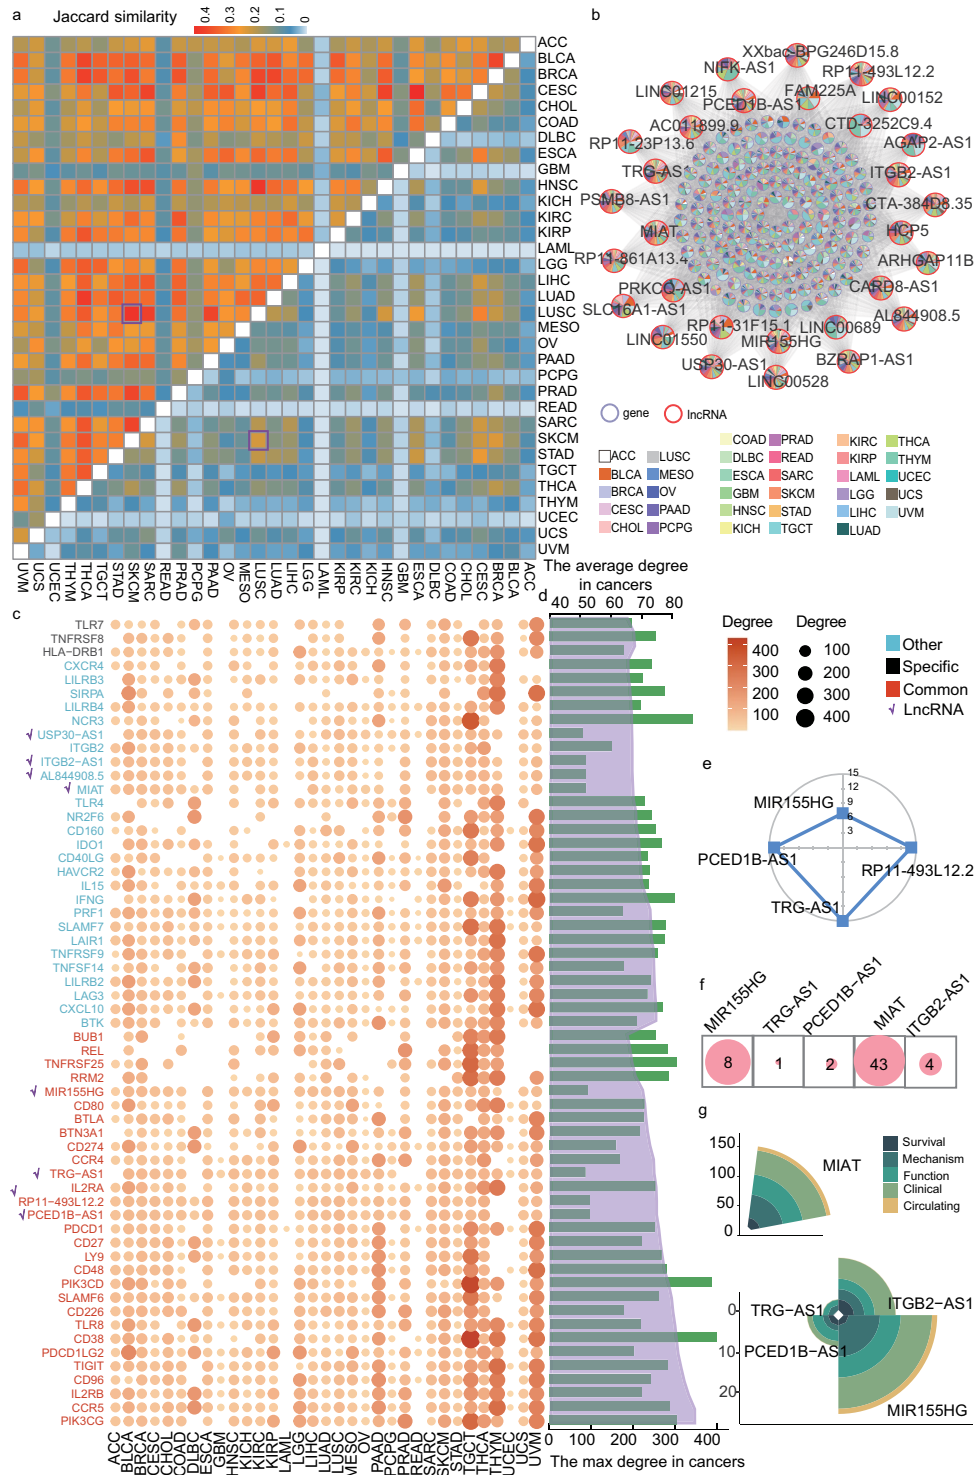 a
Jaccard similarity
0.4
0.3
0.2
0.1
0
ACC
BLCA
BRCA
CESC
CHOL
COAD
DLBC
ESCA
GBM
HNSC
KICH
KIRC
KIRP
LAML
LGG
LIHC
LUAD
LUSC
MESO
OV
PAAD
PCPG
PRAD
READ
SARC
SKCM
STAD
TGCT
THCA
THYM
UCEC
UCS
UVM
UVM
UCS
UCEC
THYM
THCA
TGCT
STAD
SKCM
SARC
READ
PRAD
PCPG
PAAD
OV
MESO
LUSC
LUAD
LIHC
LGG
LAML
KIRP
KIRC
KICH
HNSC
GBM
ESCA
DLBC
COAD
CHOL
CESC
BRCA
BLCA
ACC
b
XXbac-BPG246D15.8
NIFK-AS1
RP11-493L12.2
LINC01215
FAM225A
LINC00152
PCED1B-AS1
AC011899.9
CTD-3252C9.4
RP11-23P13.6
AGAP2-AS1
TRG-AS1
ITGB2-AS1
PSMB8-AS1
CTA-384D8.35
MIAT
HCP5
RP11-861A13.4
ARHGAP11B
PRKCQ-AS1
CARD8-AS1
SLC16A1-AS1
AL844908.5
RP11-31F15.1
LINC00689
LINC01550
MIR155HG
USP30-AS1
BZRAP1-AS1
LINC00528
gene
lncRNA
ACC
BLCA
BRCA
CESC
CHOL
LUSC
MESO
OV
PAAD
PCPG
COAD
DLBC
ESCA
GBM
HNSC
KICH
PRAD
READ
SARC
SKCM
STAD
TGCT
KIRC
KIRP
LAML
LGG
LIHC
LUAD
THCA
THYM
UCEC
UCS
UVM
c
TLR7
TNFRSF8
HLA-DRB1
CXCR4
LILRB3
SIRPA
LILRB4
NCR3
USP30-AS1
ITGB2
ITGB2-AS1
AL844908.5
MIAT
TLR4
NR2F6
CD160
IDO1
CD40LG
HAVCR2
IL15
IFNG
PRF1
SLAMF7
LAIR1
TNFRSF9
TNFSF14
LILRB2
LAG3
CXCL10
BTK
BUB1
REL
TNFRSF25
RRM2
MIR155HG
CD80
BTLA
BTN3A1
CD274
CCR4
TRG-AS1
IL2RA
RP11-493L12.2
PCED1B-AS1
PDCD1
CD27
LY9
CD48
PIK3CD
SLAMF6
CD226
TLR8
CD38
PDCD1LG2
TIGIT
CD96
IL2RB
CCR5
PIK3CG
ACC
BLCA
BRCA
CESC
CHOL
COAD
DLBC
ESCA
GBM
HNSC
KICH
KIRC
KIRP
LAML
LGG
LIHC
LUAD
LUSC
MESO
OV
PAAD
PCPG
PRAD
READ
SARC
SKCM
STAD
TGCT
THCA
THYM
UCEC
UCS
UVM
d
The average degree
in cancers
40
50
60
70
80
0
100
200
300
400
The max degree in cancers
Degree
400
300
200
100
Degree
100
200
300
400
Other
Specific
Common
LncRNA
e
15
12
9
6
3
MIR155HG
PCED1B-AS1
RP11-493L12.2
TRG-AS1
f
MIR155HG
TRG-AS1
PCED1B-AS1
MIAT
ITGB2-AS1
8
1
2
43
4
g
150
100
50
0
MIAT
Survival
Mechanism
Function
Clinical
Circulating
0
10
20
TRG-AS1
ITGB2-AS1
PCED1B-AS1
MIR155HG